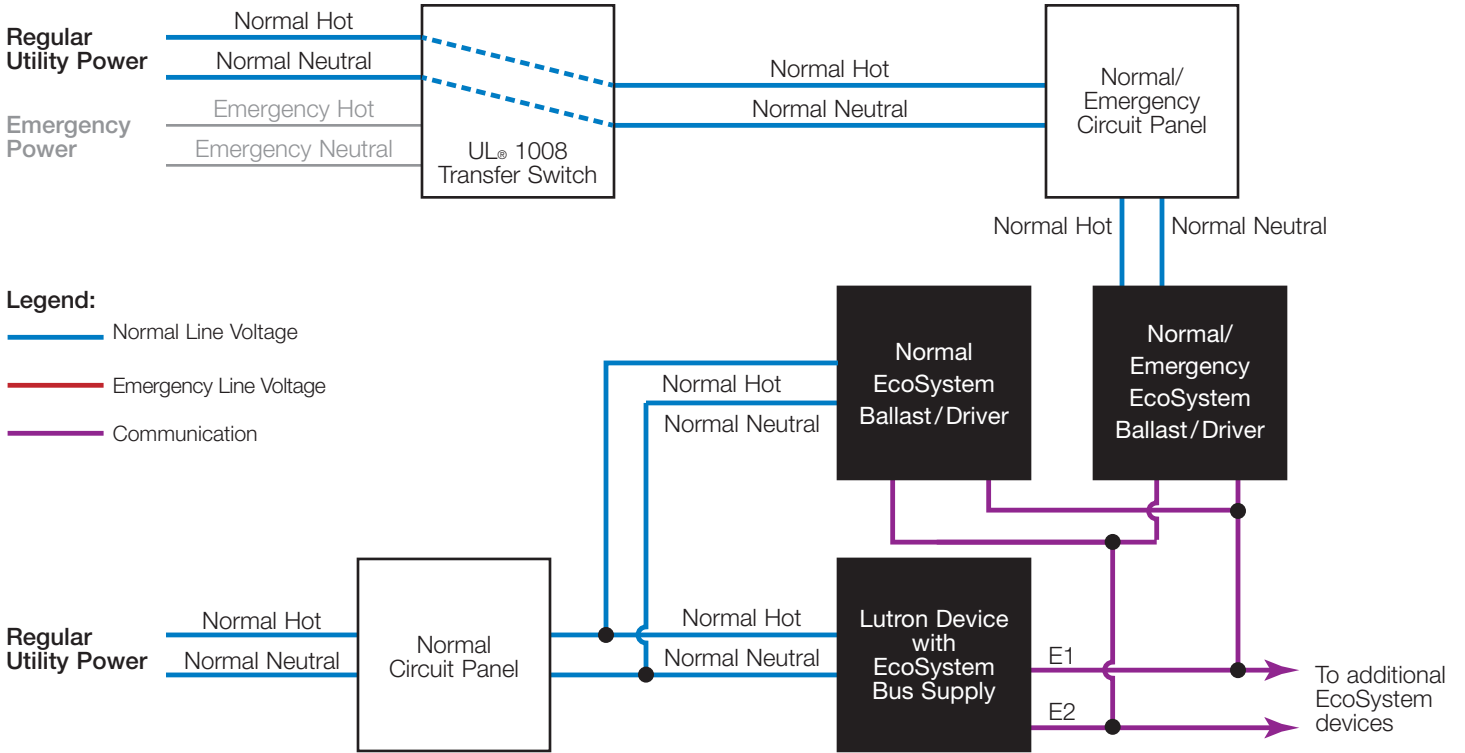 Regular
Utility Power
Normal Hot
Normal Neutral
Emergency
Power
Emergency Hot
Emergency Neutral
UL® 1008
Transfer Switch
Normal Hot
Normal Neutral
Normal/
Emergency
Circuit Panel
Normal Hot
Normal Neutral
Legend:
Normal Line Voltage
Emergency Line Voltage
Communication
Normal Hot
Normal Neutral
Normal
EcoSystem
Ballast/Driver
Normal/
Emergency
EcoSystem
Ballast/Driver
Regular
Utility Power
Normal Hot
Normal Neutral
Normal
Circuit Panel
Normal Hot
Normal Neutral
Lutron Device
with
EcoSystem
Bus Supply
E1
E2
To additional
EcoSystem
devices